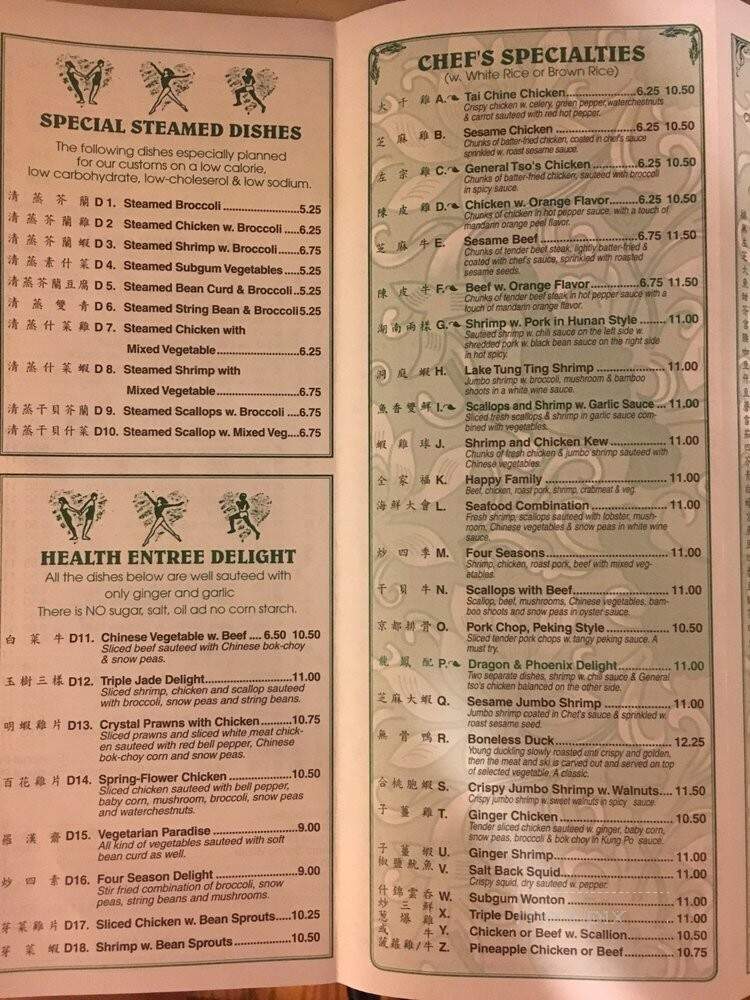 SPECIAL STEAMED DISHES
The following dishes especially planned
for our customs on a low calorie,
low carbohydrate, low-choleserol & low sodium.
清蒸芥蘭 D 1. Steamed Broccoli 5.25
清蒸芥蘭雞 D 2 Steamed Chicken w. Broccoli 6.25
清蒸芥蘭蝦 D 3. Steamed Shrimp w. Broccoli 6.75
清蒸素什菜 D 4. Steamed Subgum Vegetables 5.25
清蒸芥蘭豆腐 D 5. Steamed Bean Curd & Broccoli 5.25
清蒸雙青 D 6. Steamed String Bean & Broccoli 5.25
清蒸什菜雞 D 7. Steamed Chicken with
Mixed Vegetable 6.25
清蒸什菜蝦 D 8. Steamed Shrimp with
Mixed Vegetable 6.75
清蒸干貝芥蘭 D 9. Steamed Scallops w. Broccoli 6.75
清蒸干貝什菜 D10. Steamed Scallop w. Mixed Veg. 6.75
HEALTH ENTREE DELIGHT
All the dishes below are well sauteed with
only ginger and garlic
There is NO sugar, salt, oil ad no corn starch.
白菜牛 D11. Chinese Vegetable w. Beef 6.50 10.50
Sliced beef sauteed with Chinese bok-choy
& snow peas.
玉樹三樣 D12. Triple Jade Delight 11.00
Sliced shrimp, chicken and scallop sauteed
with broccoli, snow peas and string beans.
明蝦雞片 D13. Crystal Prawns with Chicken 10.75
Sliced prawns and sliced white meat chick-
en sauteed with red bell pepper, Chinese
bok-choy corn and snow peas.
百花雞片 D14. Spring-Flower Chicken 10.50
Sliced chicken sauteed with bell pepper,
baby corn, mushroom, broccoli, snow peas
and waterchestnuts.
羅漢齋 D15. Vegetarian Paradise 9.00
All kind of vegetables sauteed with soft
bean curd as well.
炒四素 D16. Four Season Delight 9.00
Stir fried combination of broccoli, snow
peas, string beans and mushrooms.
芽菜雞片 D17. Sliced Chicken w. Bean Sprouts 10.25
芽菜蝦 D18. Shrimp w. Bean Sprouts 10.50
CHEF'S SPECIALTIES
(w. White Rice or Brown Rice)
大千雞 A. Tai Chine Chicken 6.25 10.50
Crispy chicken w. celery, green pepper, waterchestnuts
& carrot sauteed with red hot pepper.
芝麻雞 B. Sesame Chicken 6.25 10.50
Chunks of batter-fried chicken, coated in chef's sauce
sprinkled w. roast sesame sauce.
左宗雞 C. General Tso's Chicken 6.25 10.50
Chunks of batter-fried chicken, sauteed with broccoli
in spicy sauce.
陳皮雞 D. Chicken w. Orange Flavor 6.25 10.50
Chunks of chicken in hot pepper sauce, with a touch of
mandarin orange peel flavor.
芝麻牛 E. Sesame Beef 6.75 11.50
Chunks of tender beef steak, lightly batter-fried &
coated with chef's sauce, sprinkled with roasted
sesame seeds.
陳皮牛 F. Beef w. Orange Flavor 6.75 11.50
Chunks of tender beef steak in hot pepper sauce with a
touch of mandarin orange flavor.
湖南兩樣 G. Shrimp w. Pork in Hunan Style 11.00
Sauteed shrimp w. chili sauce on the left side w.
shredded pork w. black bean sauce on the right side
in hot spicy.
洞庭蝦 H. Lake Tung Ting Shrimp 11.00
Jumbo shrimp w. broccoli, mushroom & bamboo
shoots in a white wine sauce.
魚香雙鮮 I. Scallops and Shrimp w. Garlic Sauce 11.00
Sliced fresh scallops & shrimp in garlic sauce com-
bined with vegetables.
蝦雞球 J. Shrimp and Chicken Kew 11.00
Chunks of fresh chicken & jumbo shrimp sauteed with
Chinese vegetables.
全家福 K. Happy Family 11.00
Beef, chicken, roast pork, shrimp, crabmeat & veg.
海鮮大會 L. Seafood Combination 11.00
Fresh shrimp, scallops sauteed with lobster, mush-
room, Chinese vegetables & snow peas in white wine
sauce.
炒四季 M. Four Seasons 11.00
Shrimp, chicken, roast pork, beef with mixed veg-
etables.
干貝牛 N. Scallops with Beef 11.00
Scallop, beef, mushrooms, Chinese vegetables, bam-
boo shoots and snow peas in oyster sauce.
京都排骨 O. Pork Chop, Peking Style 10.50
Sliced tender pork chops w. tangy peking sauce. A
must try.
龍鳳配 P. Dragon & Phoenix Delight 11.00
Two separate dishes, shrimp w. chili sauce & General
tso's chicken balanced on the other side.
芝麻大蝦 Q. Sesame Jumbo Shrimp 11.00
Jumbo shrimp coated in Chef's sauce & sprinkled w.
roast sesame seed.
無骨鴨 R. Boneless Duck 12.25
Young duckling slowly roasted until crispy and golden,
then the meat and ski is carved out and served on top
of selected vegetable. A classic.
合桃脆蝦 S. Crispy Jumbo Shrimp w. Walnuts 11.50
Crispy jumbo shrimp w. sweet walnuts in spicy sauce.
子薑雞 T. Ginger Chicken 10.50
Tender sliced chicken sauteed w. ginger, baby corn,
snow peas, broccoli & bok choy in Kung Po sauce.
子薑蝦 U. Ginger Shrimp 11.00
椒鹽魷魚 V. Salt Back Squid 11.00
Crispy squid, dry sauteed w. pepper.
什錦雲吞 W. Subgum Wonton 11.00
炒三鮮 X. Triple Delight 11.00
蔥爆雞或牛 Y. Chicken or Beef w. Scallion 10.50
菠蘿雞/牛 Z. Pineapple Chicken or Beef 10.75